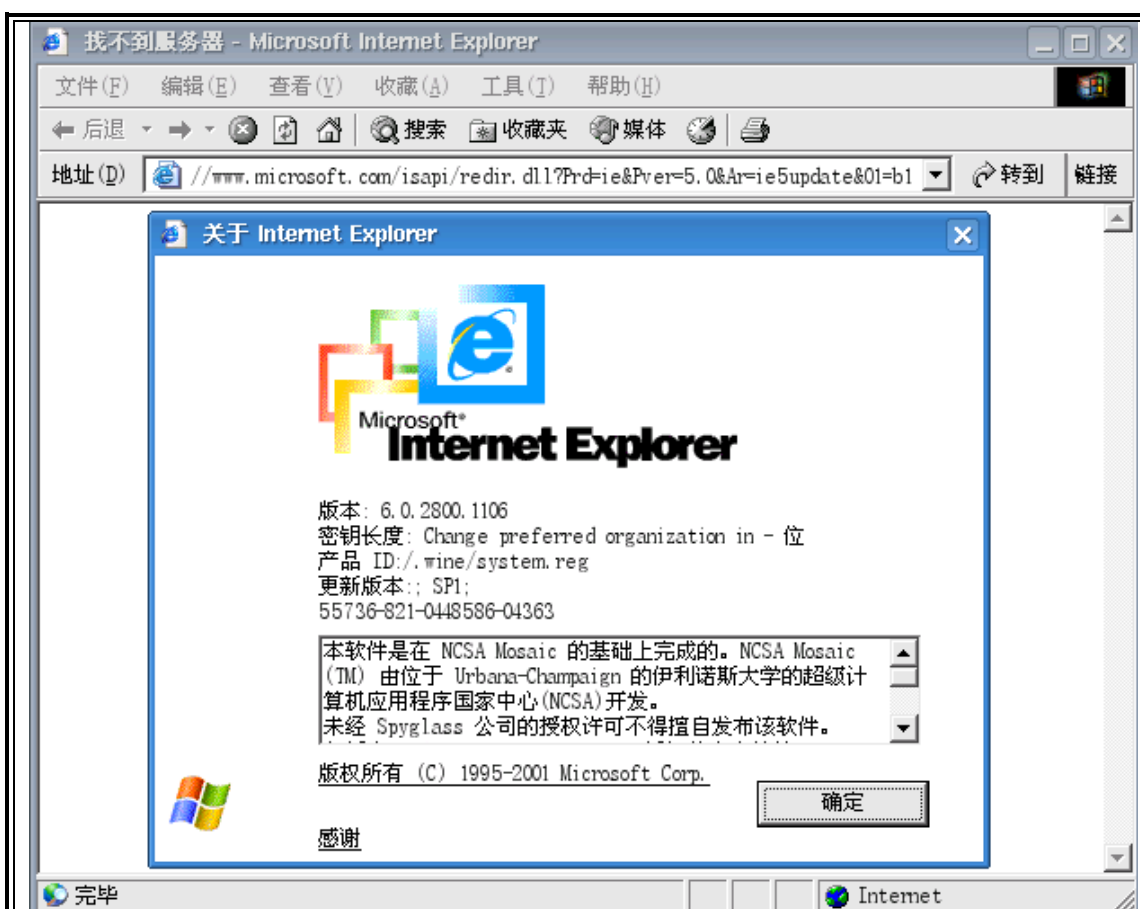 找不到服务器 - Microsoft Internet Explorer
文件(F) 编辑(E) 查看(V) 收藏(A) 工具(T) 帮助(H)
后退 搜索 收藏夹 媒体
地址(D) //www.microsoft.com/isapi/redir.dll?Prd=ie&Pver=5.0&Ar=ie5update&O1=b1 转到 链接
关于 Internet Explorer
Microsoft®
Internet Explorer
版本: 6.0.2800.1106
密钥长度: Change preferred organization in - 位
产品 ID:/.wine/system.reg
更新版本:; SP1;
55736-821-0448586-04363
本软件是在 NCSA Mosaic 的基础上完成的。NCSA Mosaic
(TM) 由位于 Urbana-Champaign 的伊利诺斯大学的超级计
算机应用程序国家中心(NCSA)开发。
未经 Spyglass 公司的授权许可不得擅自发布该软件。
版权所有 (C) 1995-2001 Microsoft Corp.
确定
感谢
完毕 Internet